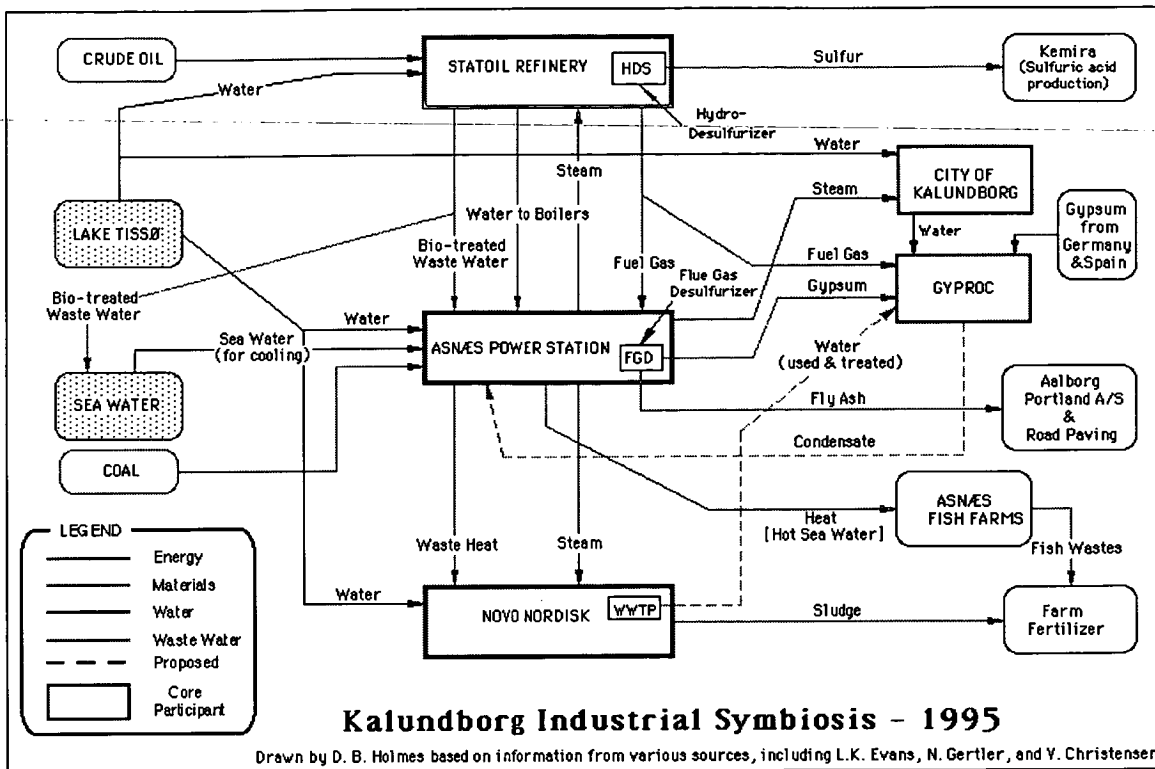 CRUDE OIL
STATOIL REFINERY
HDS
Sulfur
Kemira
(Sulfuric acid
production)
Water
Hydro-
Desulfurizer
Water
Steam
Steam
CITY OF
KALUNDBORG
LAKE TISSØ
Water to Boilers
Bio-treated
Waste Water
Water
Gypsum
from
Germany
&Spain
Fuel Gas
Fuel Gas
Flue Gas
Desulfurizer
Gypsum
GYPROC
Bio-treated
Waste Water
Water
Sea Water
(for cooling)
ASNÆS POWER STATION
FGD
Water
(used & treated)
SEA WATER
Fly Ash
Aalborg
Portland A/S
&
Road Paving
COAL
Condensate
ASNÆS
FISH FARMS
Heat
[Hot Sea Water]
Waste Heat
Steam
Fish Wastes
Water
NOVO NORDISK
WWTP
Sludge
Farm
Fertilizer
LEGEND
Energy
Materials
Water
Waste Water
Proposed
Core
Participant
Kalundborg Industrial Symbiosis - 1995
Drawn by D. B. Holmes based on information from various sources, including L.K. Evans, N. Gertler, and V. Christensen